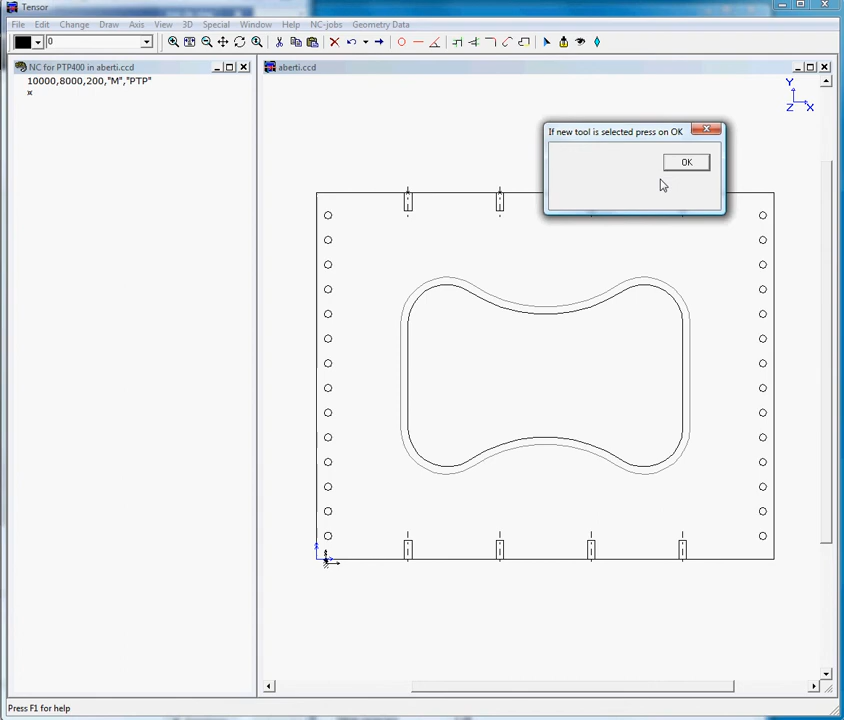 Tensor
File Edit Change Draw Axis View 3D Special Window Help NC-jobs Geometry Data
0
NC for PTP400 in aberti.ccd
10000,8000,200,"M","PTP"
aberti.ccd
Y
Z X
If new tool is selected press on OK
OK
Press F1 for help